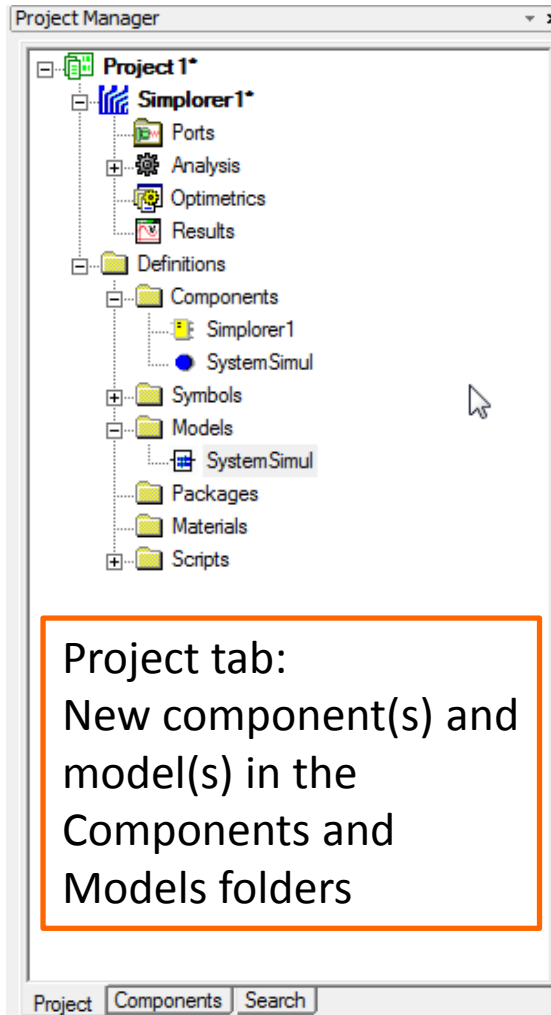 Project Manager
Project1*
Simplorer1*
Ports
Analysis
Optimetrics
Results
Definitions
Components
Simplorer1
SystemSimul
Symbols
Models
SystemSimul
Packages
Materials
Scripts
Project tab:
New component(s) and
model(s) in the
Components and
Models folders
Project Components Search